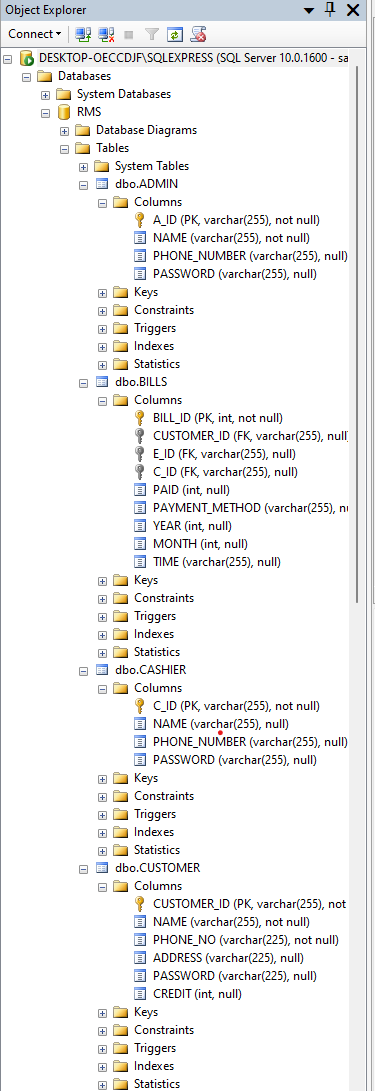 Object Explorer
Connect
DESKTOP-OECCDJF\SQLEXPRESS (SQL Server 10.0.1600 - sa
Databases
System Databases
RMS
Database Diagrams
Tables
System Tables
dbo.ADMIN
Columns
A_ID (PK, varchar(255), not null)
NAME (varchar(255), not null)
PHONE_NUMBER (varchar(255), null)
PASSWORD (varchar(255), null)
Keys
Constraints
Triggers
Indexes
Statistics
dbo.BILLS
Columns
BILL_ID (PK, int, not null)
CUSTOMER_ID (FK, varchar(255), null
E_ID (FK, varchar(255), null)
C_ID (FK, varchar(255), null)
PAID (int, null)
PAYMENT_METHOD (varchar(255), nu
YEAR (int, null)
MONTH (int, null)
TIME (varchar(255), null)
Keys
Constraints
Triggers
Indexes
Statistics
dbo.CASHIER
Columns
C_ID (PK, varchar(255), not null)
NAME (varchar(255), null)
PHONE_NUMBER (varchar(255), null)
PASSWORD (varchar(255), null)
Keys
Constraints
Triggers
Indexes
Statistics
dbo.CUSTOMER
Columns
CUSTOMER_ID (PK, varchar(255), not
NAME (varchar(255), not null)
PHONE_NO (varchar(225), not null)
ADDRESS (varchar(225), null)
PASSWORD (varchar(225), null)
CREDIT (int, null)
Keys
Constraints
Triggers
Indexes
Statistics